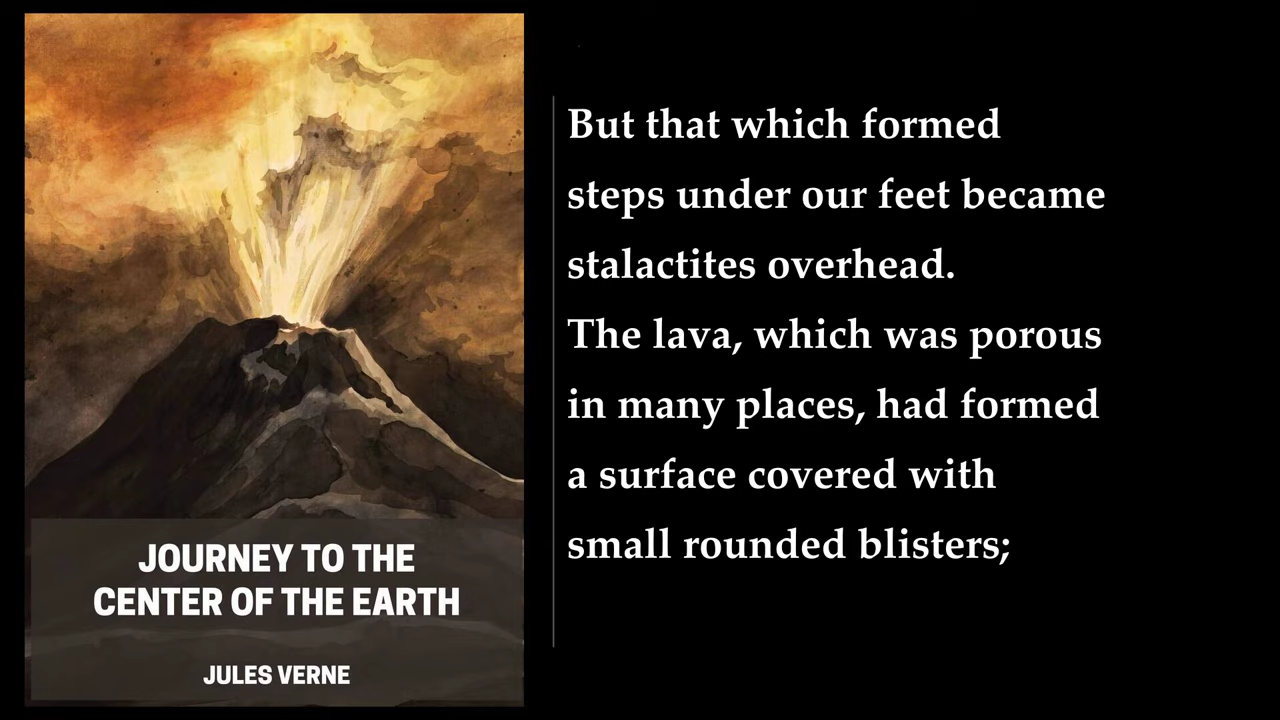 JOURNEY TO THE
CENTER OF THE EARTH
JULES VERNE
But that which formed
steps under our feet became
stalactites overhead.
The lava, which was porous
in many places, had formed
a surface covered with
small rounded blisters;